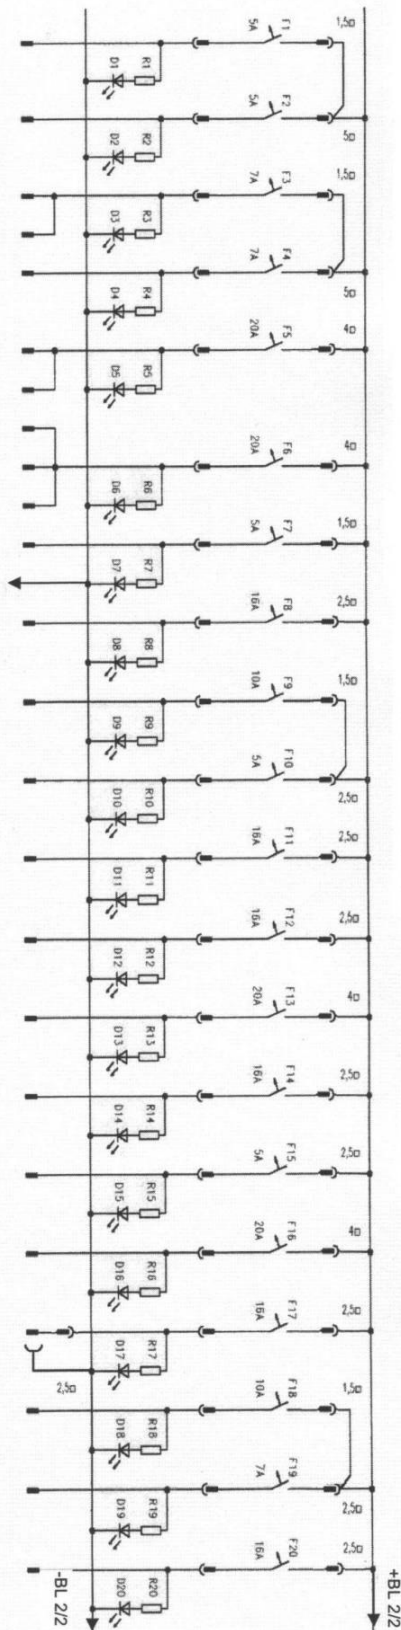 1,5▫
F1
5A
R1
D1
F2
5A
5▫
R2
D2
1,5▫
F3
7A
R3
D3
F4
7A
5▫
R4
D4
4▫
F5
20A
R5
D5
4▫
F6
20A
R6
D6
1,5▫
F7
5A
R7
D7
2,5▫
F8
16A
R8
D8
1,5▫
F9
10A
R9
D9
F10
5A
2,5▫
R10
D10
2,5▫
F11
16A
R11
D11
2,5▫
F12
16A
R12
D12
4▫
F13
20A
R13
D13
2,5▫
F14
16A
R14
D14
2,5▫
F15
5A
R15
D15
4▫
F16
20A
R16
D16
2,5▫
F17
16A
R17
D17
2,5▫
1,5▫
F18
10A
R18
D18
F19
7A
2,5▫
R19
D19
2,5▫
F20
16A
R20
D20
-BL 2/2
+BL 2/2